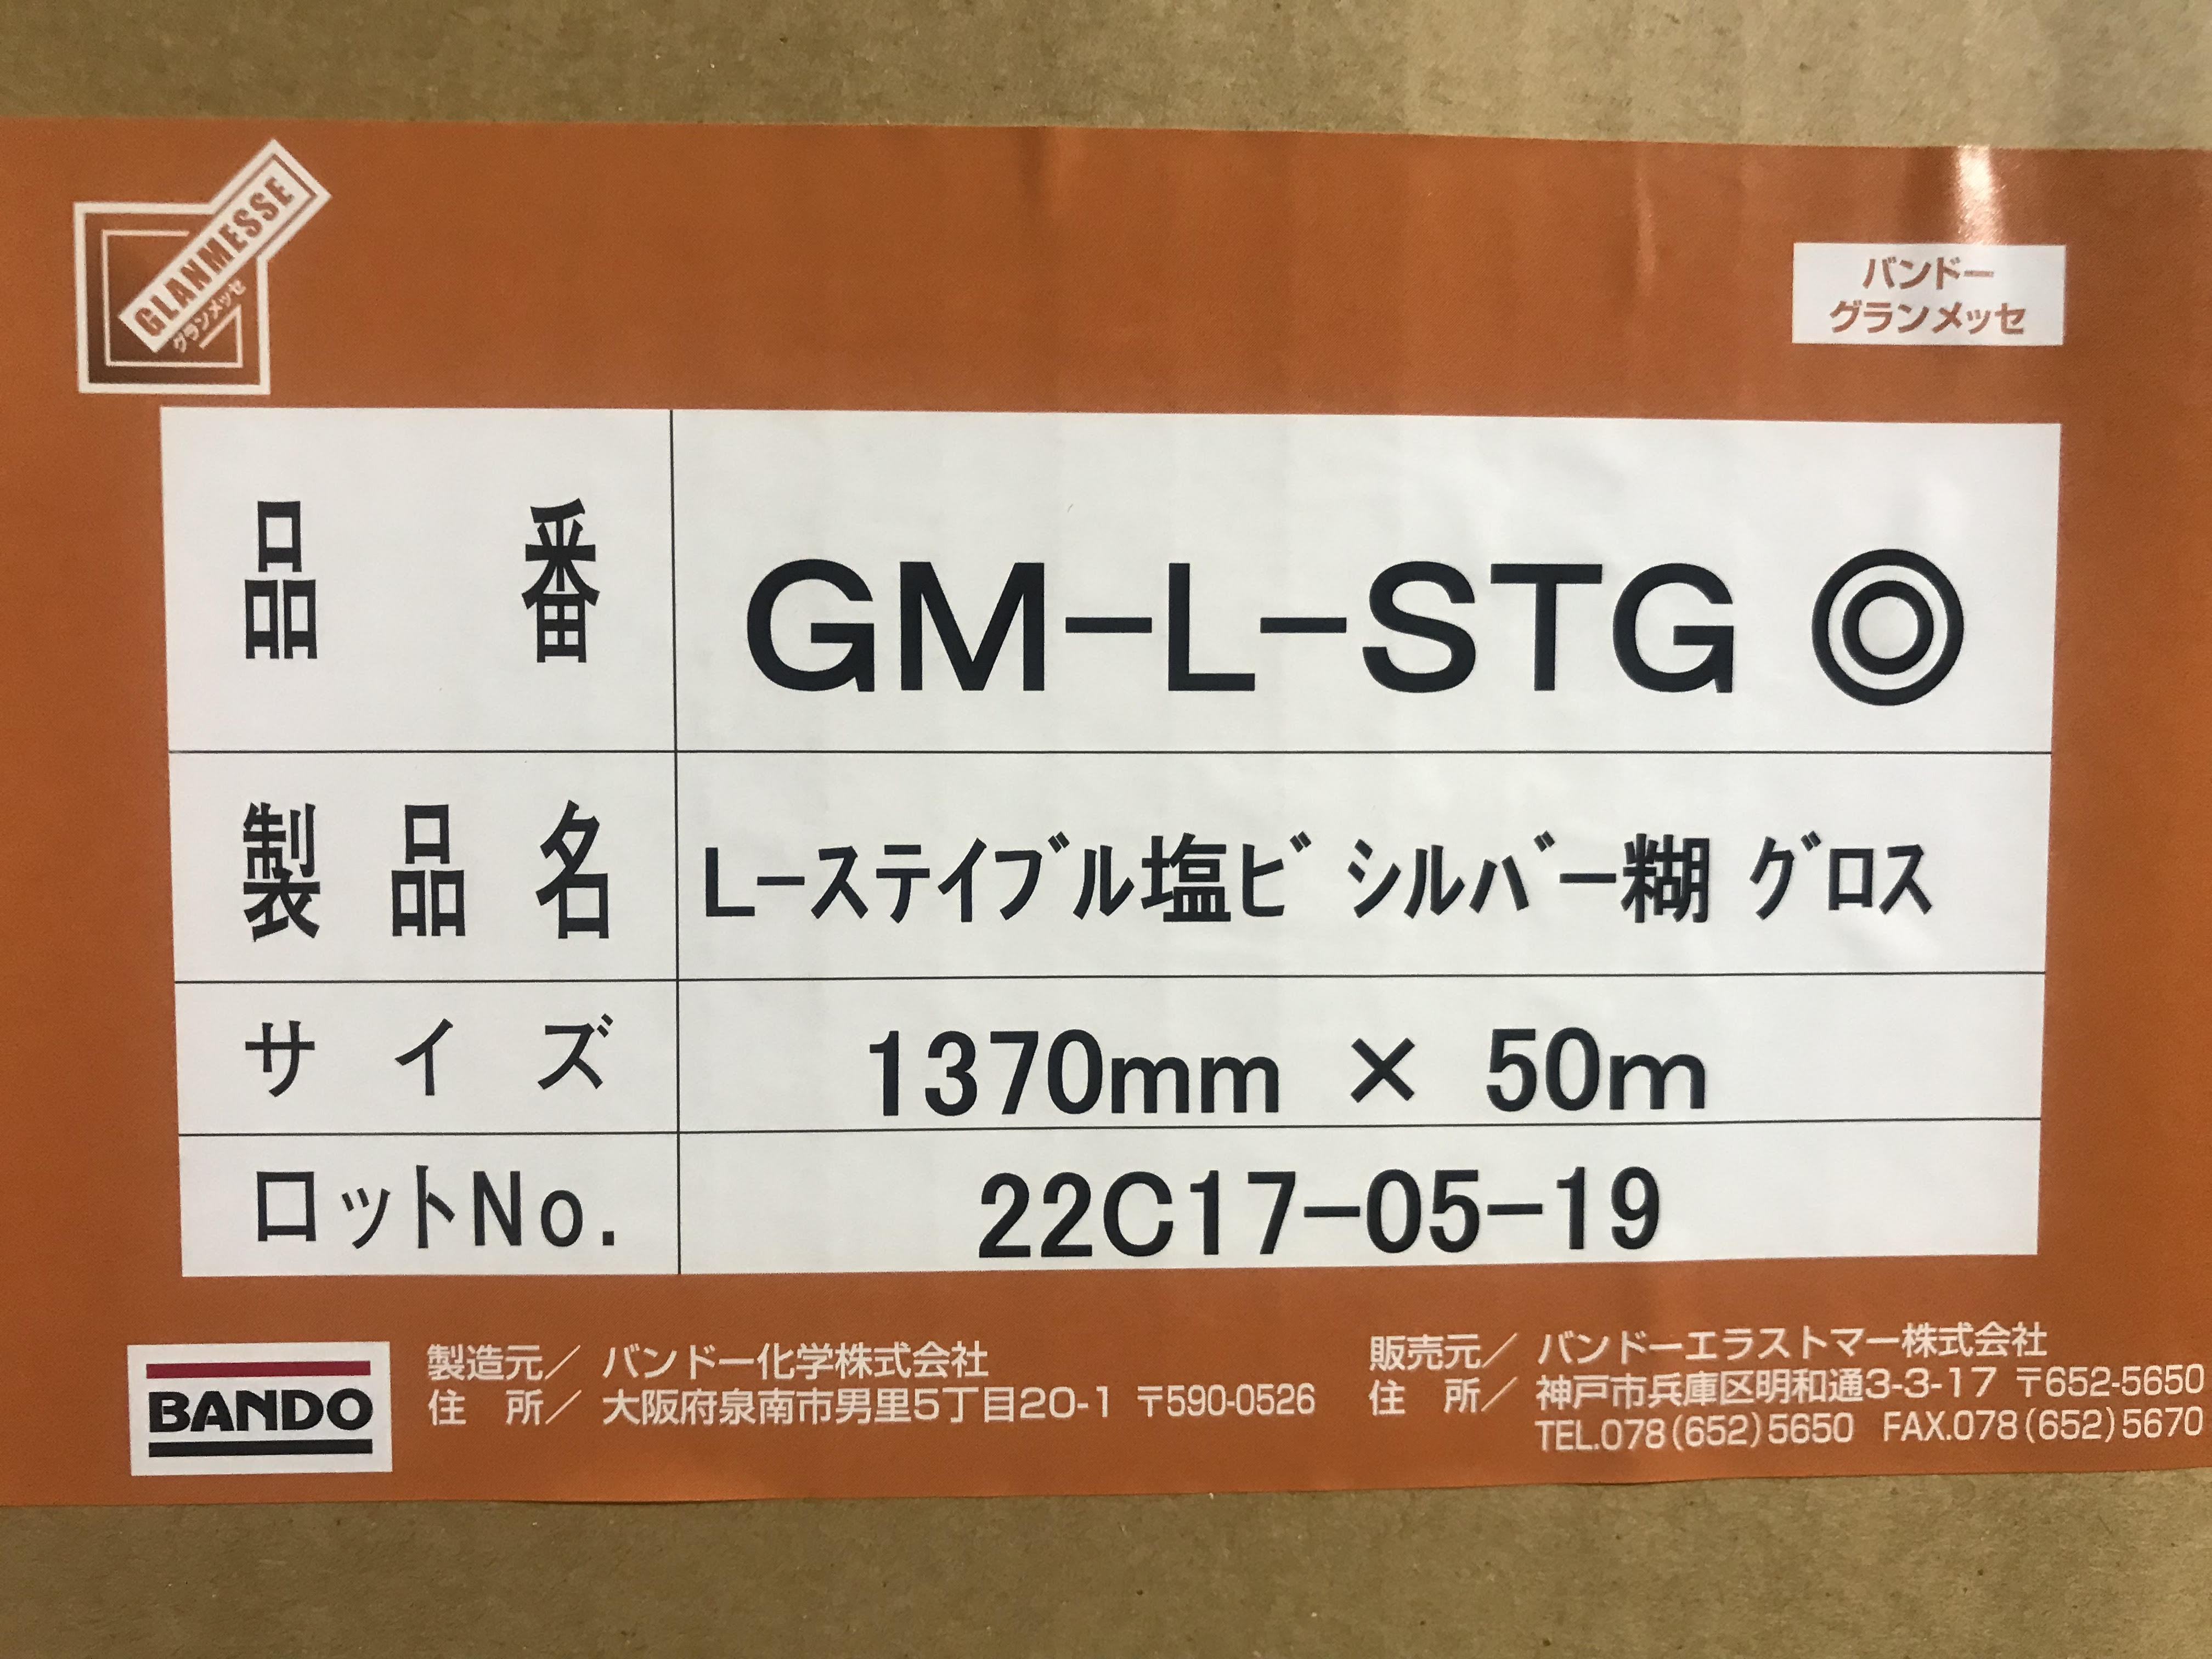 GLANMESSE
グランメッセ
バンドー
グランメッセ
品番 GM-L-STG ◎
製品名 L-ステイブル塩ビ シルバー糊 グロス
サイズ 1370mm × 50m
ロットNo. 22C17-05-19
BANDO
製造元／ バンドー化学株式会社
住 所／ 大阪府泉南市男里5丁目20-1 〒590-0526
販売元／ バンドーエラストマー株式会社
住 所／ 神戸市兵庫区明和通3-3-17 〒652-5650
TEL.078(652)5650 FAX.078(652)5670